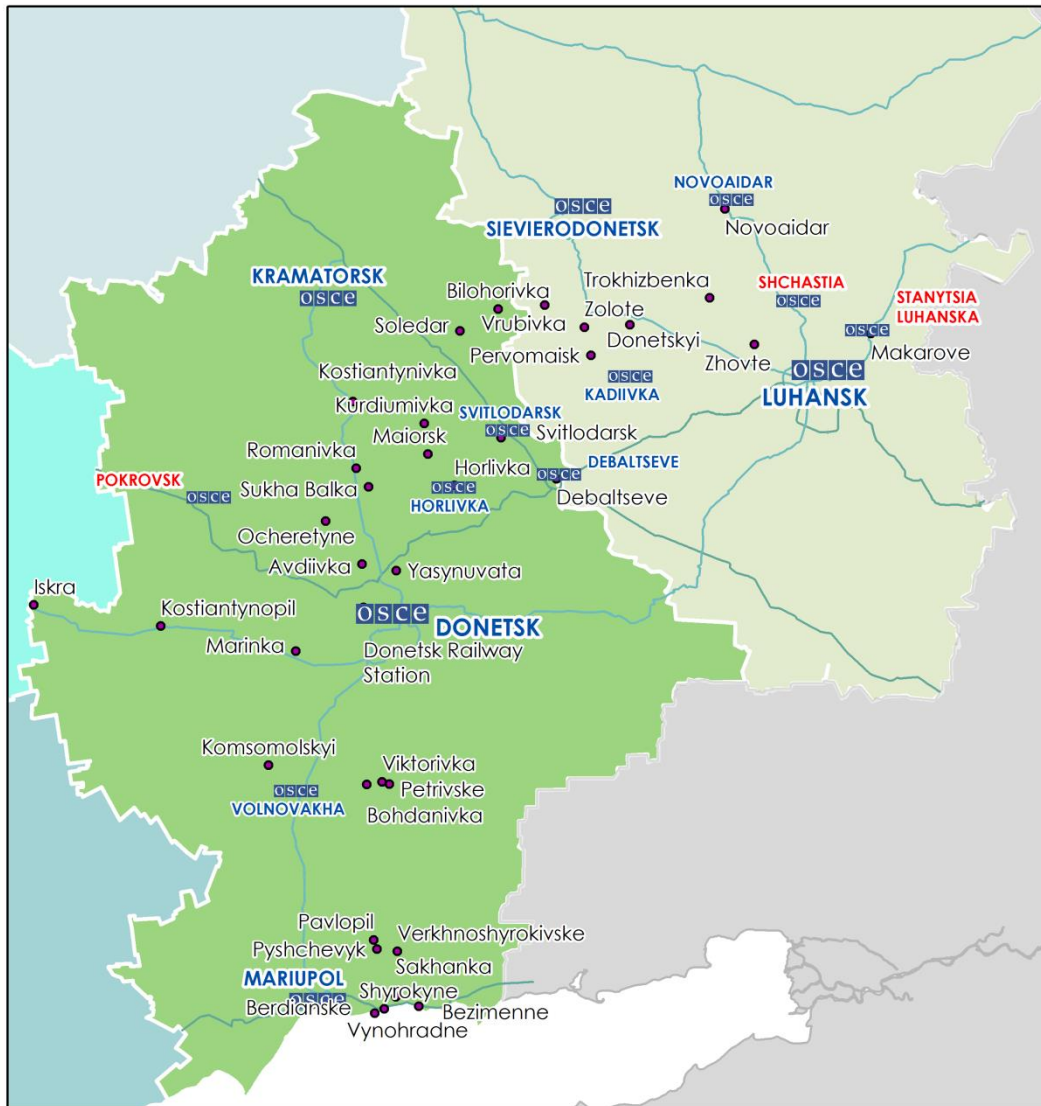 NOVOAIDAR
osce
Novoaidar
osce
SIEVIERODONETSK
KRAMATORSK
osce
Trokhizbenka
SHCHASTIA
osce
STANYTSIA
LUHANSKA
Bilohorivka
Vrubivka
Zolote
Soledar
Donetskyi
osce
Makarove
Pervomaisk
Zhovte
osce
LUHANSK
Kostiantynivka
osce
KADIIVKA
Kurdiumivka
SVITLODARSK
osce
Svitlodarsk
Maiorsk
Romanivka
Horlivka
DEBALTSEVE
osce
POKROVSK
osce
Sukha Balka
osce
HORLIVKA
Debaltseve
Ocheretyne
Avdiivka
Yasynuvata
Iskra
Kostiantynopil
osce
DONETSK
Marinka
Donetsk Railway
Station
Komsomolskyi
Viktorivka
osce
Petrivske
VOLNOVAKHA
Bohdanivka
Pavlopil
Verkhnoshyrokivske
Pyshchevyk
Sakhanka
MARIUPOL
osce
Shyrokyne
Berdianske
Bezimenne
Vynohradne